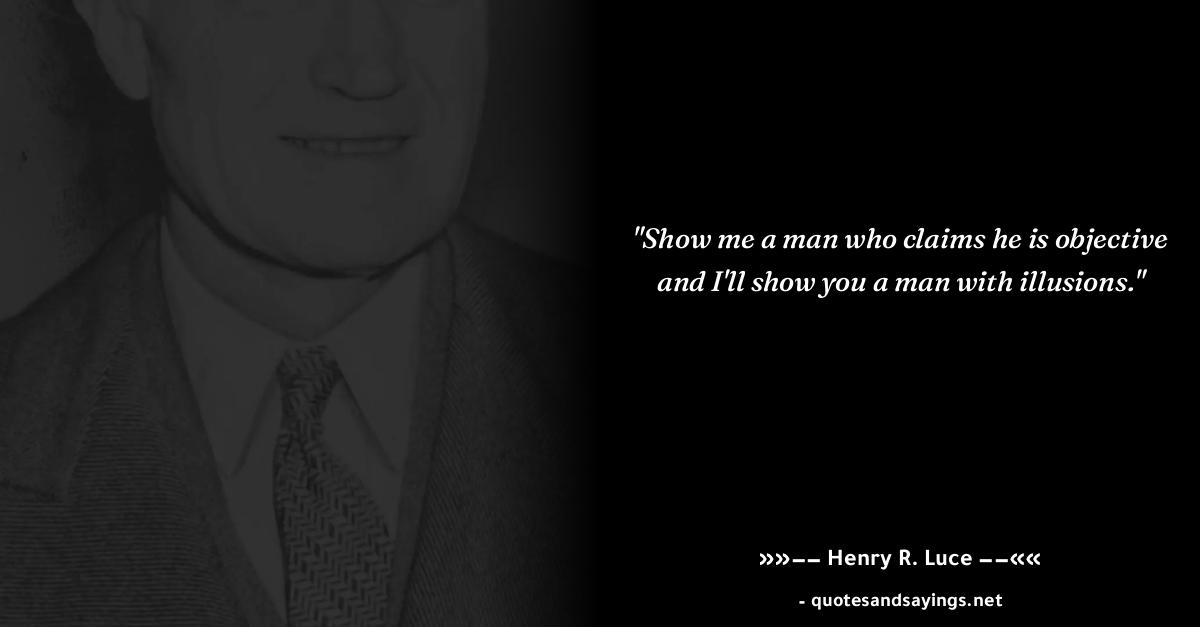 "Show me a man who claims he is objective
and I'll show you a man with illusions."
»»–– Henry R. Luce ––««
- quotesandsayings.net